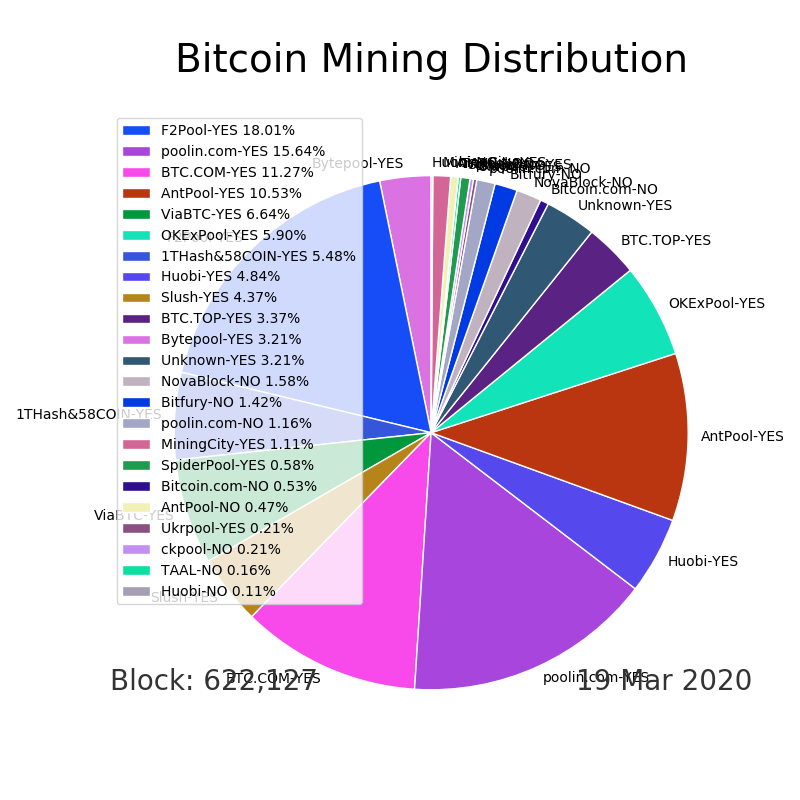 Bitcoin Mining Distribution
F2Pool-YES 18.01%
poolin.com-YES 15.64%
BTC.COM-YES 11.27%
AntPool-YES 10.53%
ViaBTC-YES 6.64%
OKExPool-YES 5.90%
1THash&58COIN-YES 5.48%
Huobi-YES 4.84%
Slush-YES 4.37%
BTC.TOP-YES 3.37%
Bytepool-YES 3.21%
Unknown-YES 3.21%
NovaBlock-NO 1.58%
Bitfury-NO 1.42%
poolin.com-NO 1.16%
MiningCity-YES 1.11%
SpiderPool-YES 0.58%
Bitcoin.com-NO 0.53%
AntPool-NO 0.47%
Ukrpool-YES 0.21%
ckpool-NO 0.21%
TAAL-NO 0.16%
Huobi-NO 0.11%
Bytepool-YES
Bitfury-NO
NovaBlock-NO
Bitcoin.com-NO
Unknown-YES
BTC.TOP-YES
OKExPool-YES
AntPool-YES
Huobi-YES
poolin.com-YES
BTC.COM-YES
Slush-YES
ViaBTC-YES
1THash&58COIN-YES
Block: 622,127
19 Mar 2020